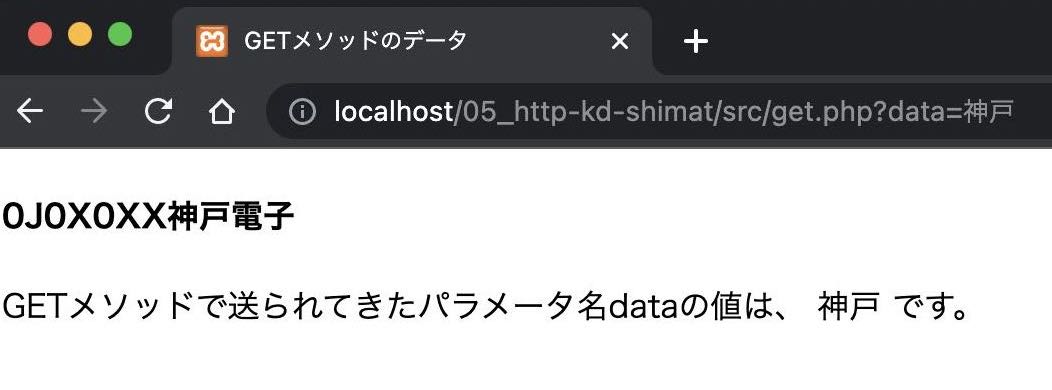 GETメソッドのデータ
localhost/05_http-kd-shimat/src/get.php?data=神戸
0J0X0XX神戸電子
GETメソッドで送られてきたパラメータ名dataの値は、 神戸 です。